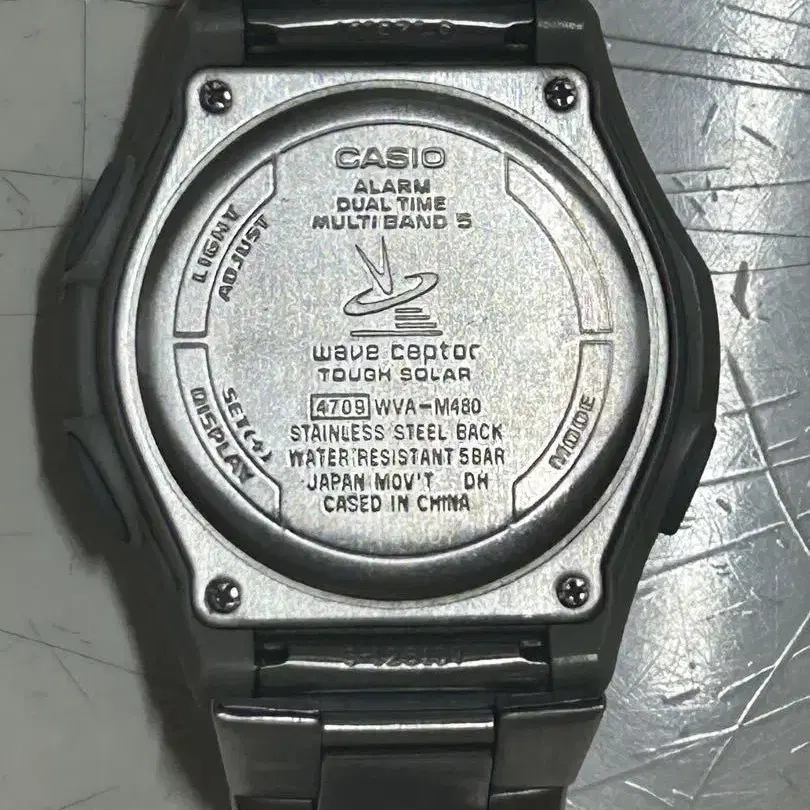 CASIO
ALARM
DUAL TIME
MULTI BAND 5
LIGHT
ADJUST
wave ceptor
TOUGH SOLAR
4709 WVA-M480
STAINLESS STEEL BACK
WATER RESISTANT 5BAR
JAPAN MOV'T DH
CASED IN CHINA
SET(+)
DISPLAY
MODE